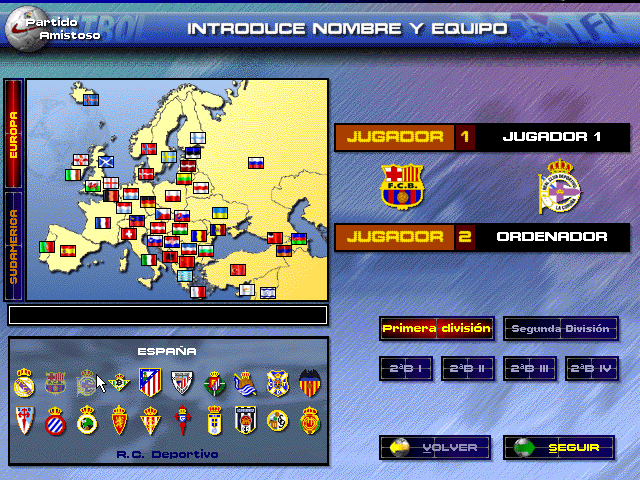 Partido
Amistoso
INTRODUCE NOMBRE Y EQUIPO
LFP
EUROPA
SUDAMERICA
JUGADOR 1 JUGADOR 1
F.C.B.
JUGADOR 2 ORDENADOR
Primera división
Segunda División
2ªB I
2ªB II
2ªB III
2ªB IV
ESPAÑA
R.C. Deportivo
VOLVER
SEGUIR